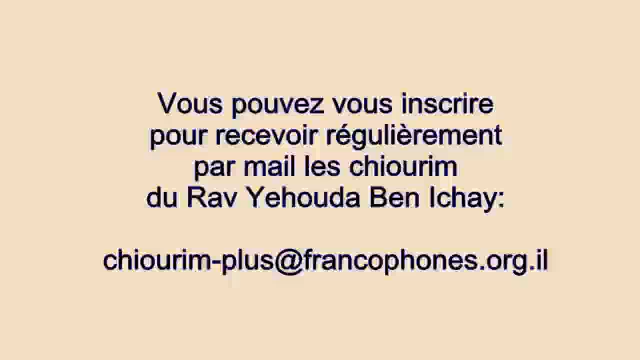 Vous pouvez vous inscrire
pour recevoir régulièrement
par mail les chiourim
du Rav Yehouda Ben Ichay:
chiourim-plus@francophones.org.il